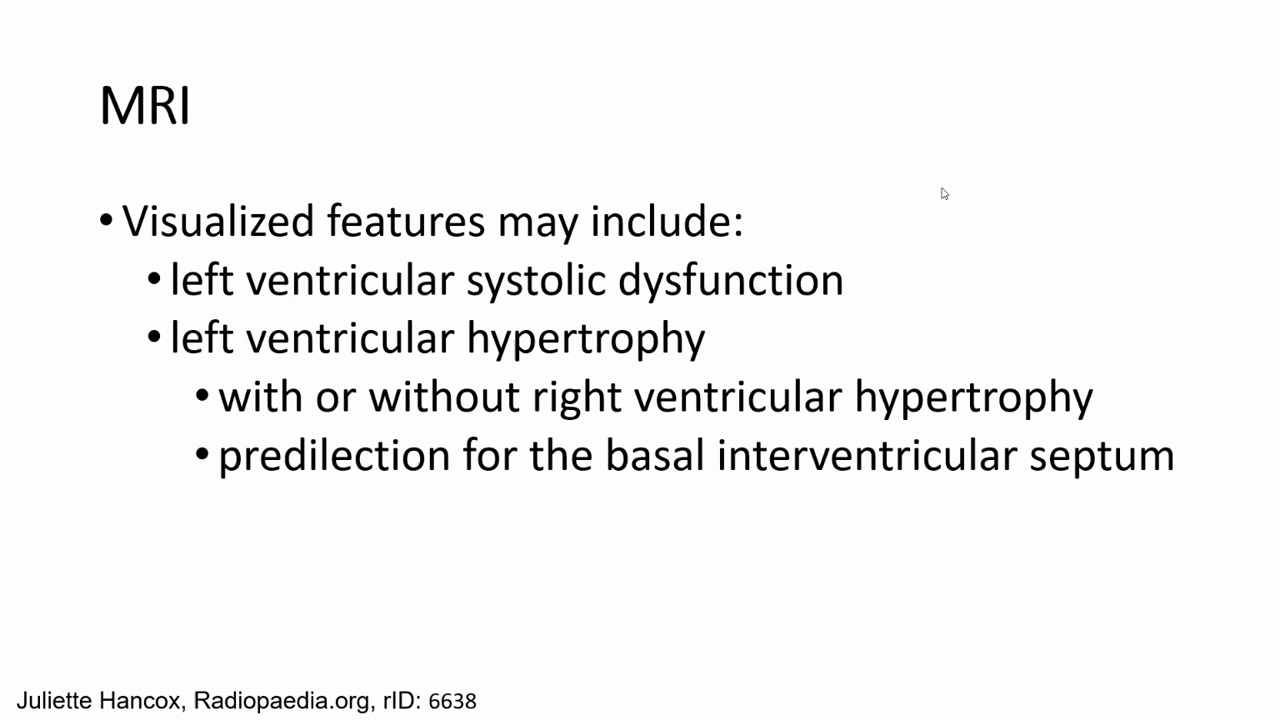 MRI
• Visualized features may include:
• left ventricular systolic dysfunction
• left ventricular hypertrophy
• with or without right ventricular hypertrophy
• predilection for the basal interventricular septum
Juliette Hancox, Radiopaedia.org, rID: 6638